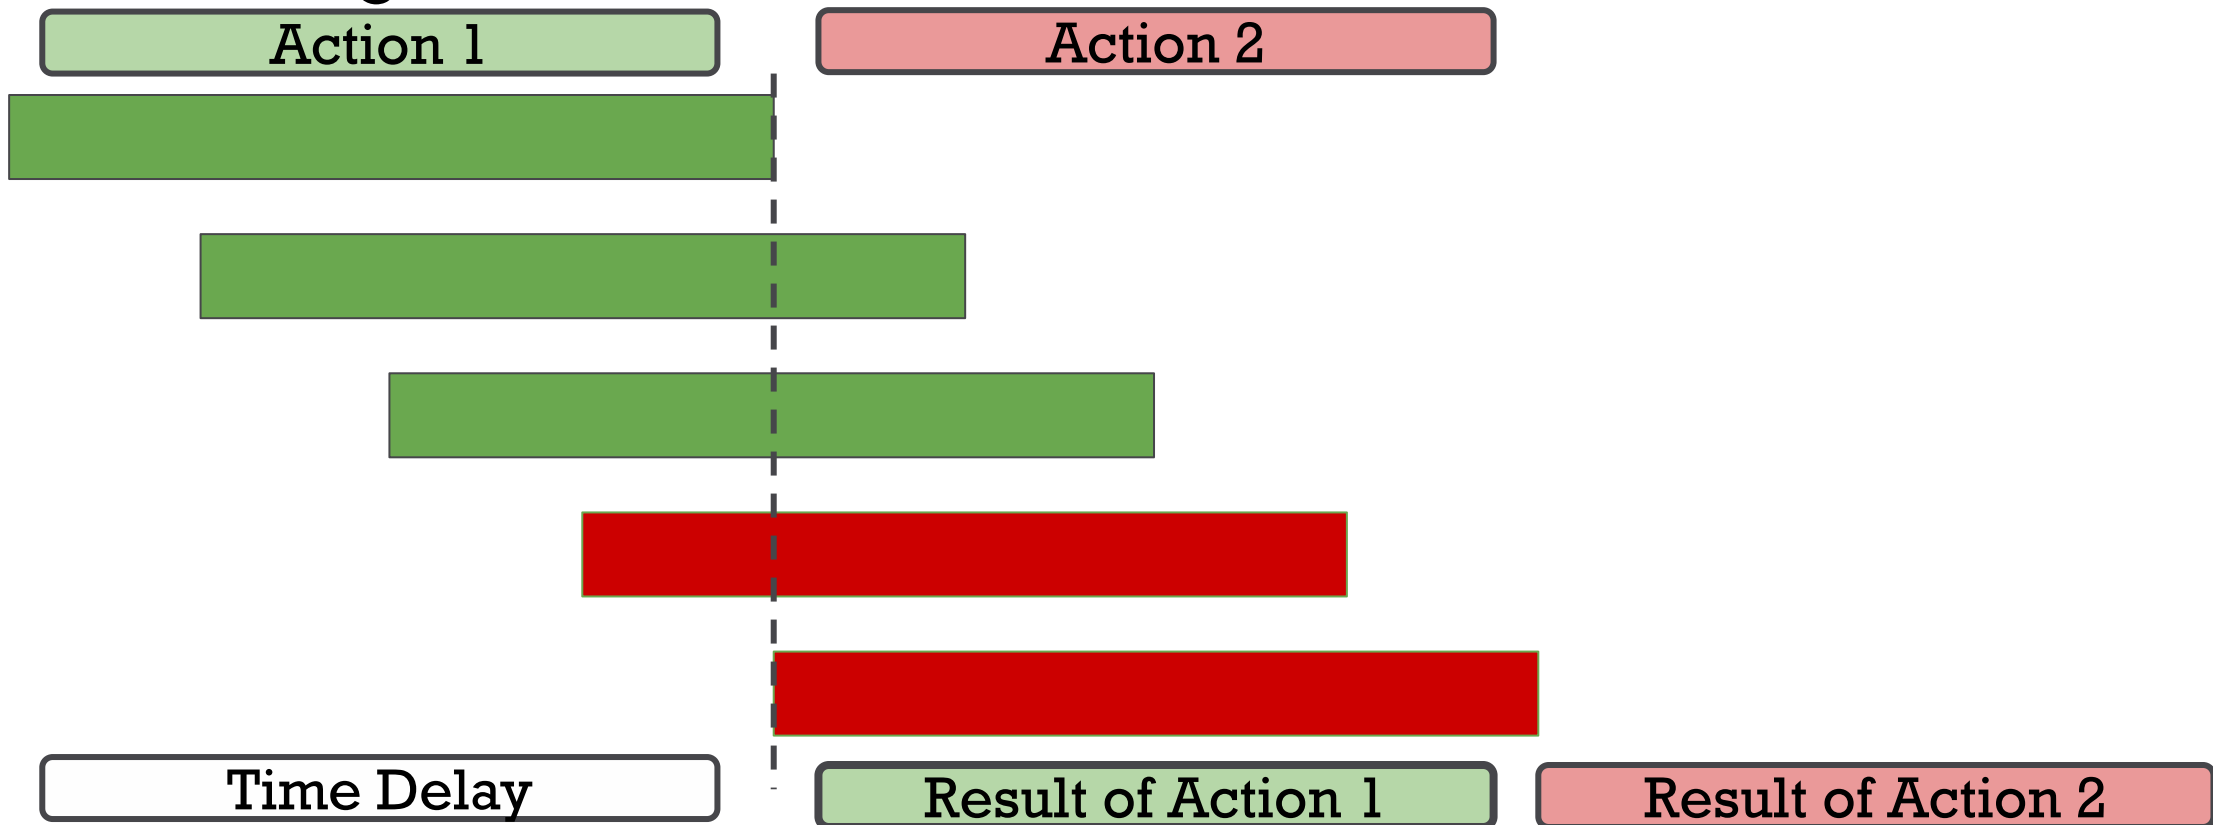 Action 1
Action 2
Time Delay
Result of Action 1
Result of Action 2